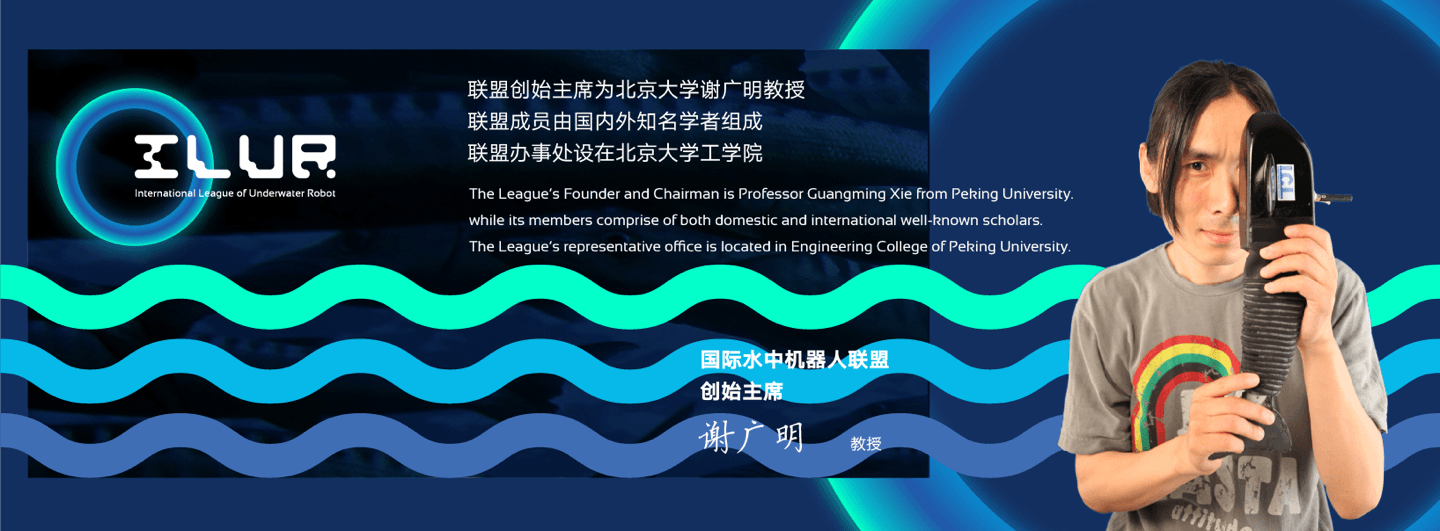 ILUR
International League of Underwater Robot
联盟创始主席为北京大学谢广明教授
联盟成员由国内外知名学者组成
联盟办事处设在北京大学工学院
The League's Founder and Chairman is Professor Guangming Xie from Peking University.
while its members comprise of both domestic and international well-known scholars.
The League's representative office is located in Engineering College of Peking University.
国际水中机器人联盟
创始主席
谢广明 教授
LCL